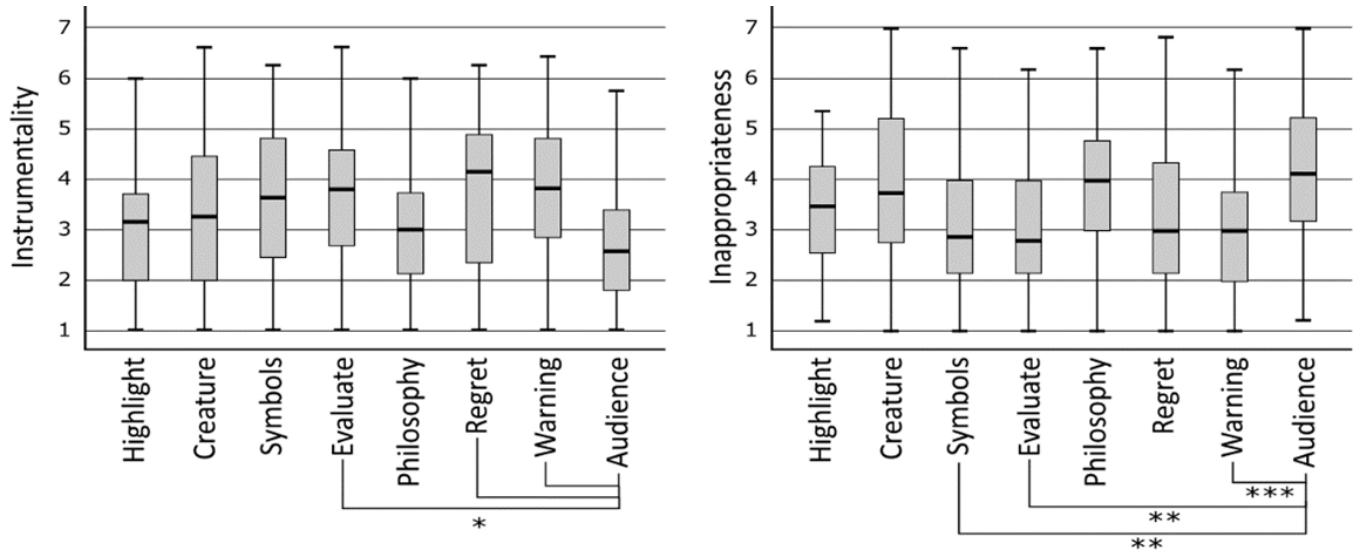 Instrumentality
7
6
5
4
3
2
1
Highlight
Creature
Symbols
Evaluate
Philosophy
Regret
Warning
Audience
*
Inappropriateness
7
6
5
4
3
2
1
Highlight
Creature
Symbols
Evaluate
Philosophy
Regret
Warning
Audience
***
**
**